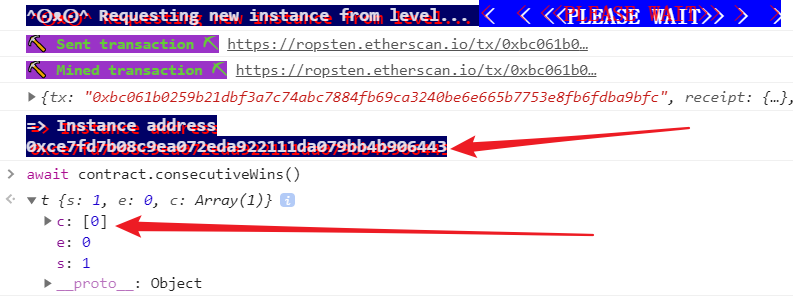 ^⊙ᴥ⊙^ Requesting new instance from level... < < <<PLEASE WAIT>> > >
⛏ Sent transaction ⛏ https://ropsten.etherscan.io/tx/0xbc061b0…
⛏ Mined transaction ⛏ https://ropsten.etherscan.io/tx/0xbc061b0…
▶ {tx: "0xbc061b0259b21dbf3a7c74abc7884fb69ca3240be6e665b7753e8fb6fdba9bfc", receipt: {…},
=> Instance address
0xce7fd7b08c9ea072eda922111da079bb4b906443
> await contract.consecutiveWins()
▼ t {s: 1, e: 0, c: Array(1)} i
▶ c: [0]
e: 0
s: 1
▶ __proto__: Object